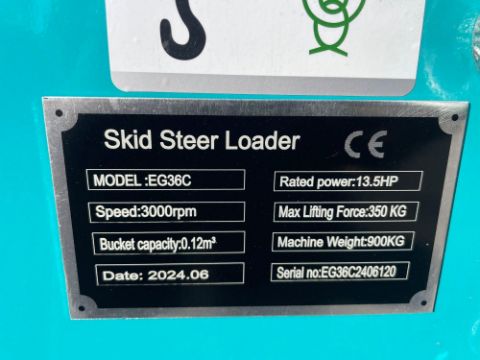 Skid Steer Loader CE
MODEL :EG36C
Rated power:13.5HP
Speed:3000rpm
Max Lifting Force:350 KG
Bucket capacity:0.12m³
Machine Weight:900KG
Date: 2024.06
Serial no:EG36C2406120